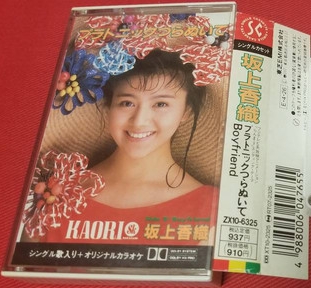 プラトニックつらぬいて
KAORI
坂上香織
シングル歌入り+オリジナルカラオケ
シングルカセット
坂上香織
プラトニックつらぬいて
Boyfriend
ZX10-6325
税込定価
937円
税抜価格
910円
4988006047655